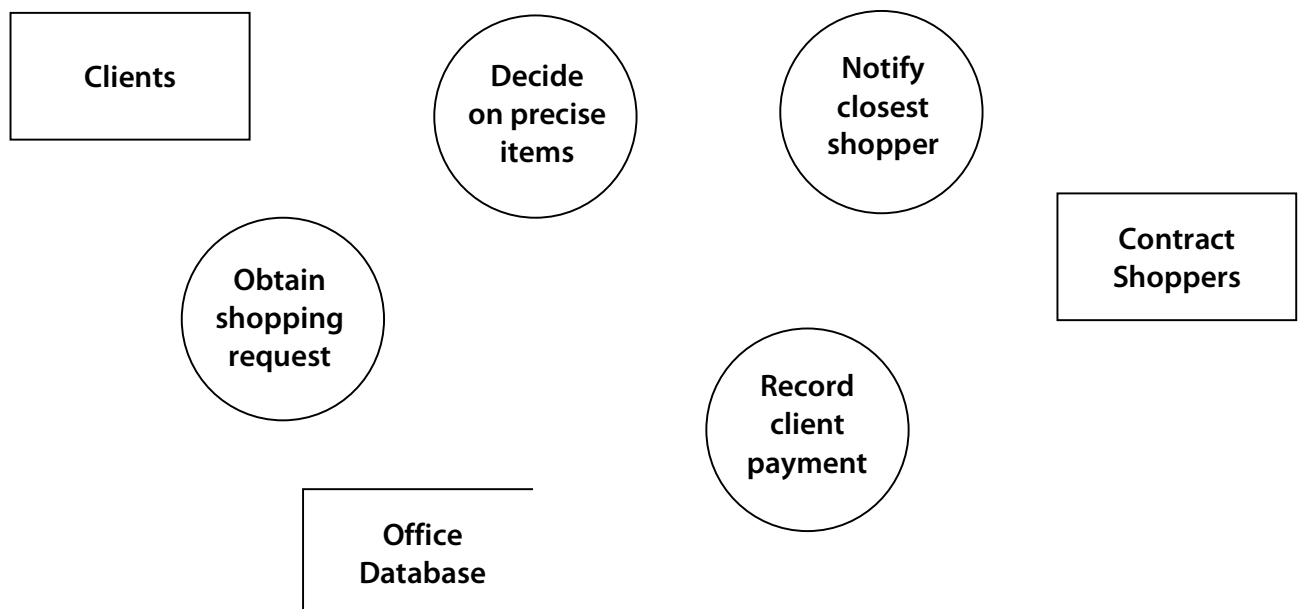 Clients
Decide
on precise
items
Notify
closest
shopper
Contract
Shoppers
Obtain
shopping
request
Record
client
payment
Office
Database